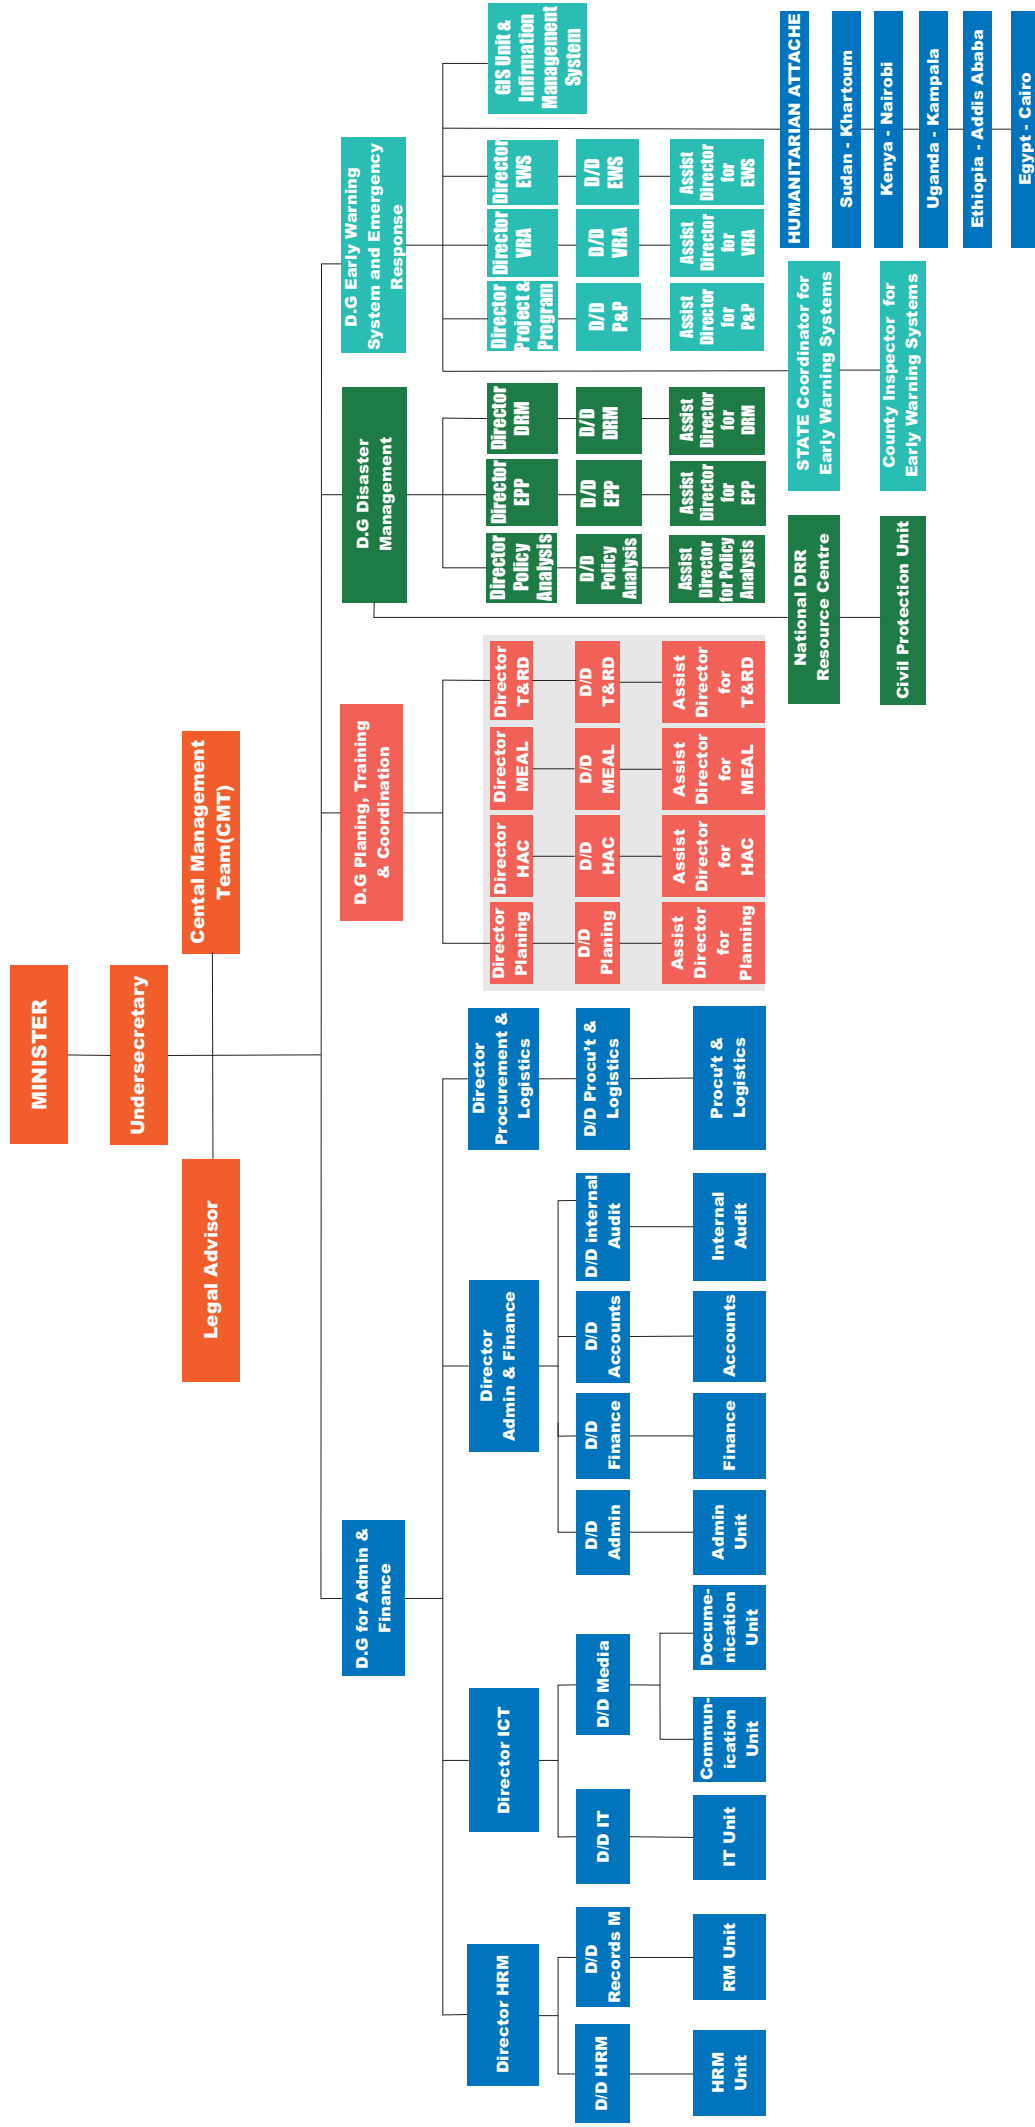 MINISTER
Undersecretary
Legal Advisor
Cental Management
Team(CMT)
D.G for Admin &
Finance
D.G Planing, Training
& Coordination
D.G Disaster
Management
D.G Early Warning
System and Emergency
Response
Director HRM
Director ICT
Director
Admin & Finance
Director
Procurement &
Logistics
Director
Planing
Director
HAC
Director
MEAL
Director
T&RD
Director
Policy
Analysis
Director
EPP
Director
DRM
Director
Project &
Program
Director
VRA
Director
EWS
GIS Unit &
Infirmation
Management
System
D/D HRM
D/D
Records M
D/D IT
D/D Media
D/D
Admin
D/D
Finance
D/D
Accounts
D/D internal
Audit
D/D Procu't &
Logistics
D/D
Planing
D/D
HAC
D/D
MEAL
D/D
T&RD
D/D
Policy
Analysis
D/D
EPP
D/D
DRM
D/D
P&P
D/D
VRA
D/D
EWS
HRM
Unit
RM Unit
IT Unit
Commun-
ication
Unit
Docume-
nication
Unit
Admin
Unit
Finance
Accounts
Internal
Audit
Procu't &
Logistics
Assist
Director
for
Planning
Assist
Director
for
HAC
Assist
Director
for
MEAL
Assist
Director
for
T&RD
Assist
Director
for Policy
Analysis
Assist
Director
for
EPP
Assist
Director
for
DRM
Assist
Director
for
P&P
Assist
Director
for
VRA
Assist
Director
for
EWS
National DRR
Resource Centre
STATE Coordinator for
Early Warning Systems
HUMANITARIAN ATTACHE
Sudan - Khartoum
Civil Protection Unit
County Inspector for
Early Warning Systems
Kenya - Nairobi
Uganda - Kampala
Ethiopia - Addis Ababa
Egypt - Cairo